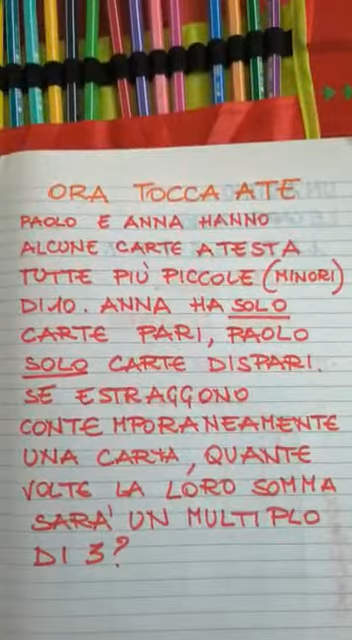 ORA TOCCA A TE
PAOLO E ANNA HANNO
ALCUNE CARTE A TESTA
TUTTE PIÙ PICCOLE (MINORI)
DI 10. ANNA HA SOLO
CARTE PARI, PAOLO
SOLO CARTE DISPARI.
SE ESTRAGGONO
CONTEMPORANEAMENTE
UNA CARTA, QUANTE
VOLTE LA LORO SOMMA
SARA' UN MULTIPLO
DI 3?